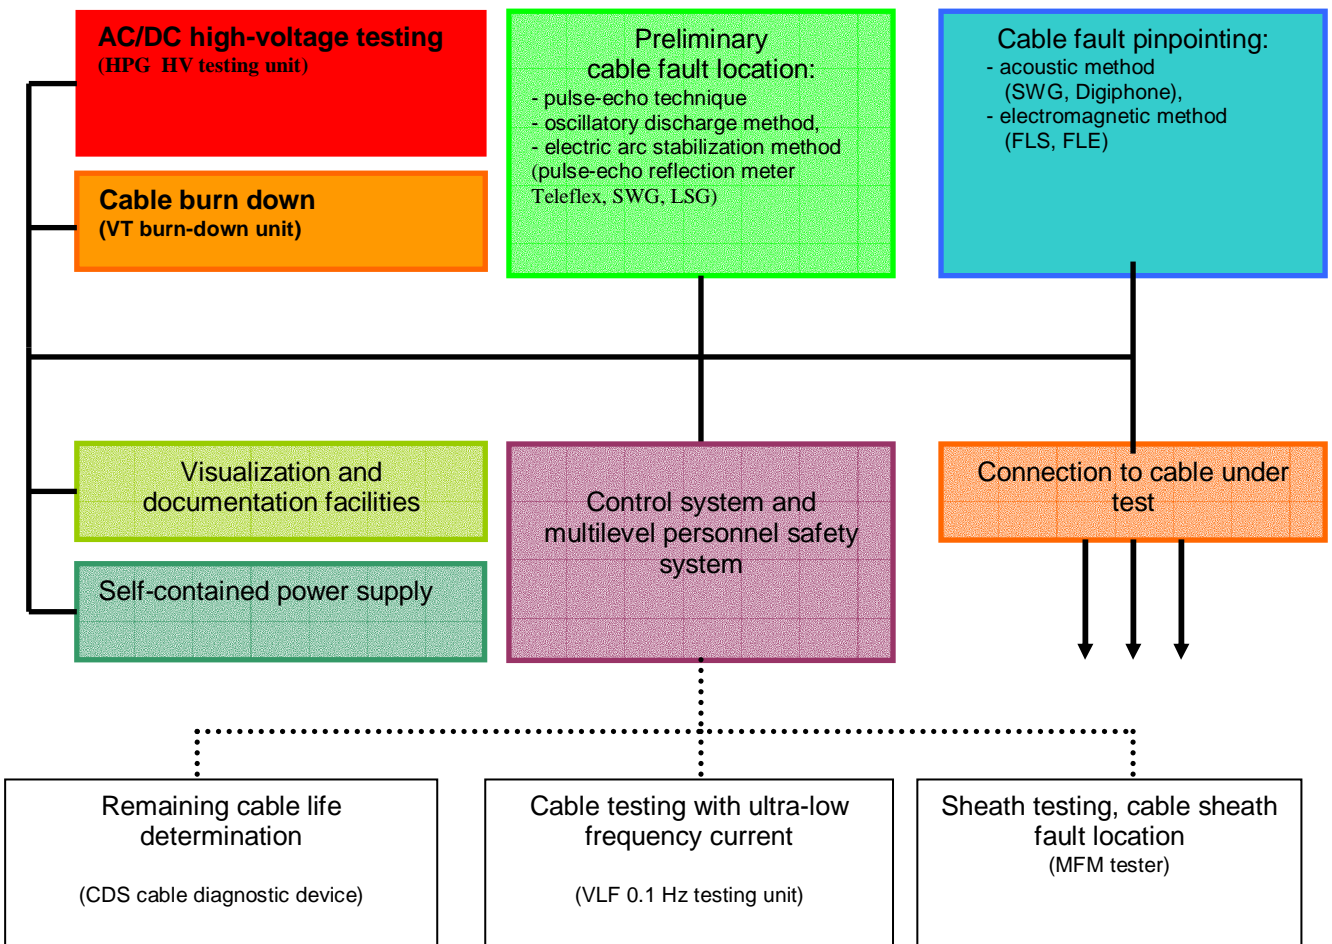 AC/DC high-voltage testing
(HPG HV testing unit)
Cable burn down
(VT burn-down unit)
Preliminary
cable fault location:
- pulse-echo technique
- oscillatory discharge method,
- electric arc stabilization method
(pulse-echo reflection meter
Teleflex, SWG, LSG)
Cable fault pinpointing:
- acoustic method
(SWG, Digiphone),
- electromagnetic method
(FLS, FLE)
Visualization and
documentation facilities
Self-contained power supply
Control system and
multilevel personnel safety
system
Connection to cable under
test
Remaining cable life
determination
(CDS cable diagnostic device)
Cable testing with ultra-low
frequency current
(VLF 0.1 Hz testing unit)
Sheath testing, cable sheath
fault location
(MFM tester)